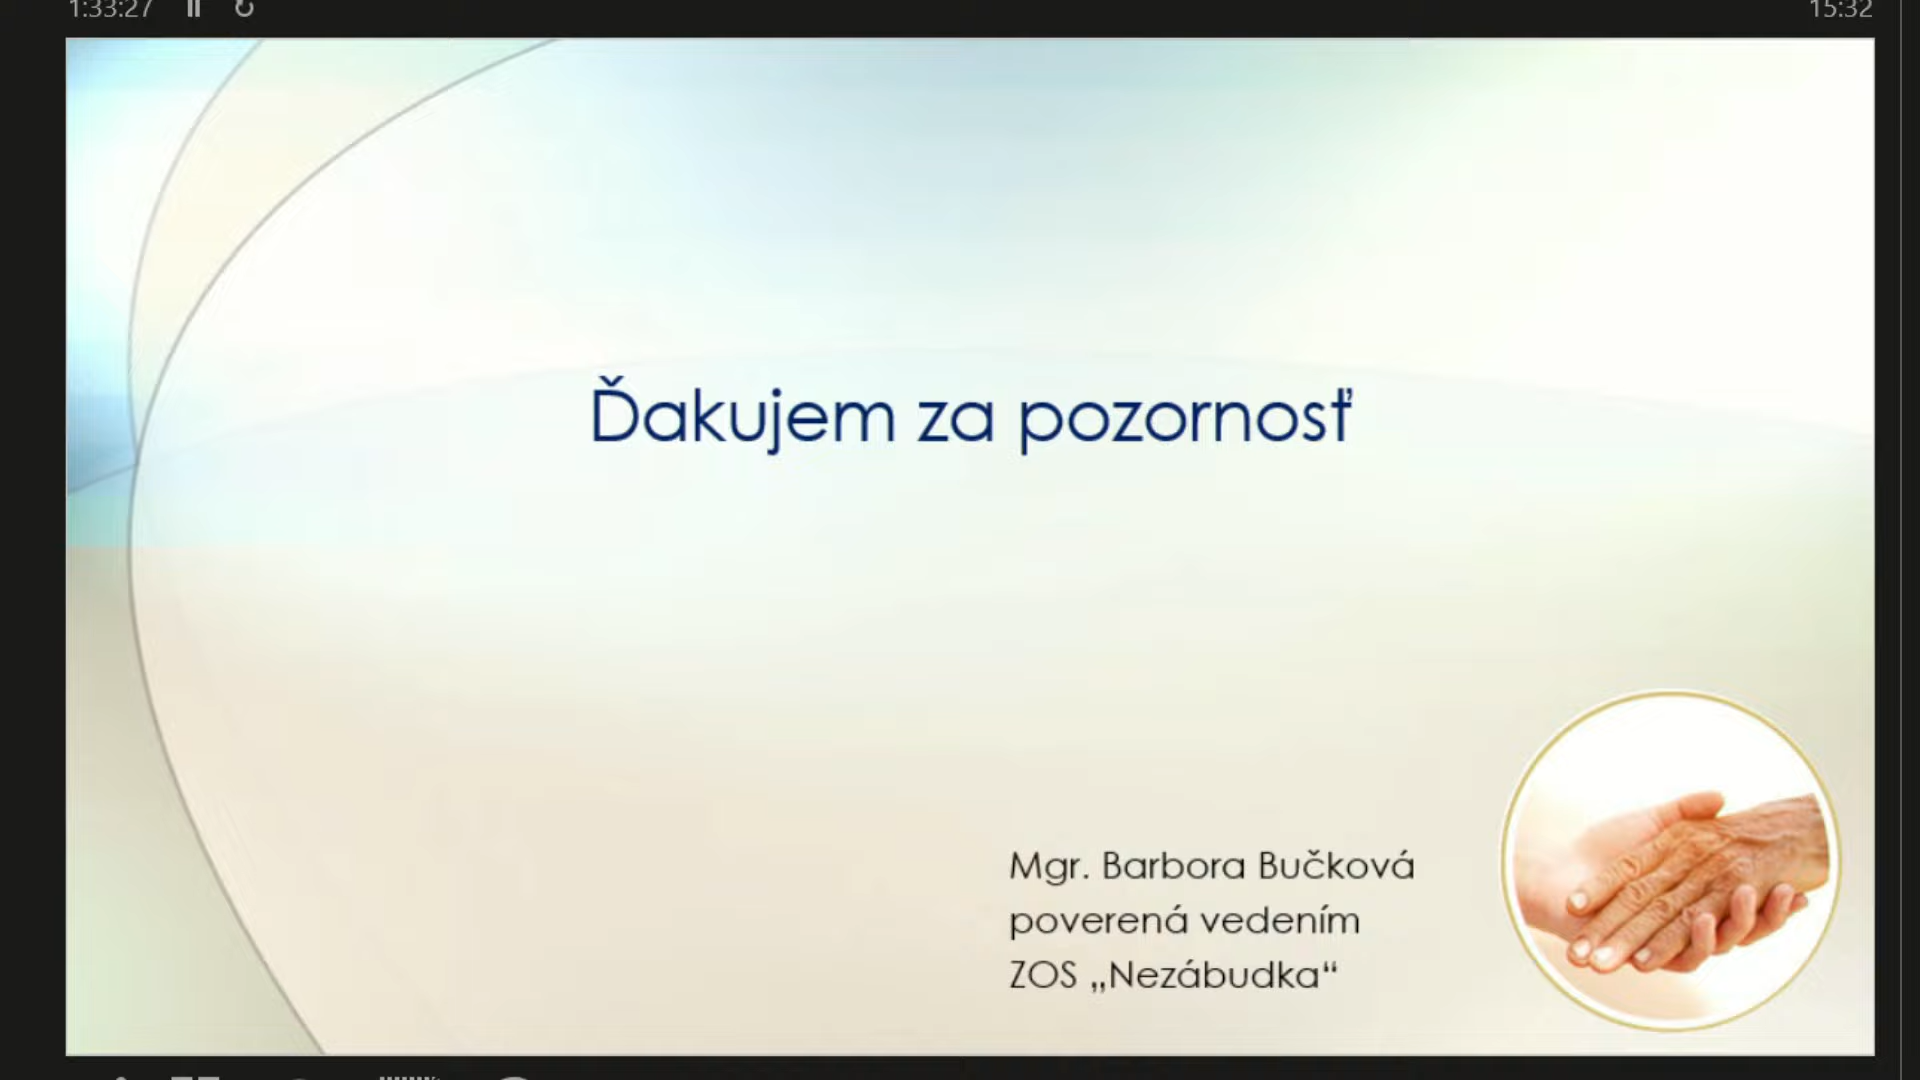 1:33:27
15:32
Ďakujem za pozornosť
Mgr. Barbora Bučková
poverená vedením
ZOS „Nezábudka“